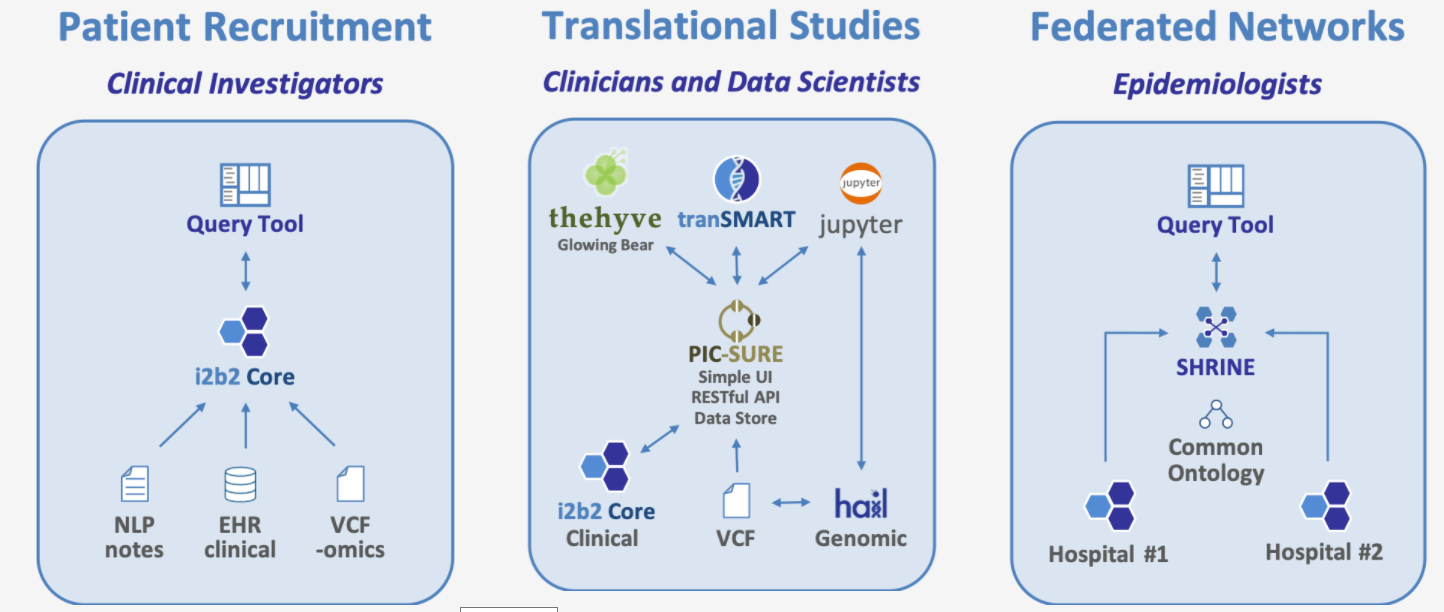 Patient Recruitment
Clinical Investigators
Query Tool
i2b2 Core
NLP
notes
EHR
clinical
VCF
-omics
Translational Studies
Clinicians and Data Scientists
thehyve
Glowing Bear
tranSMART
jupyter
jupyter
PIC-SURE
Simple UI
RESTful API
Data Store
i2b2 Core
Clinical
VCF
hail
Genomic
Federated Networks
Epidemiologists
Query Tool
SHRINE
Common
Ontology
Hospital #1
Hospital #2